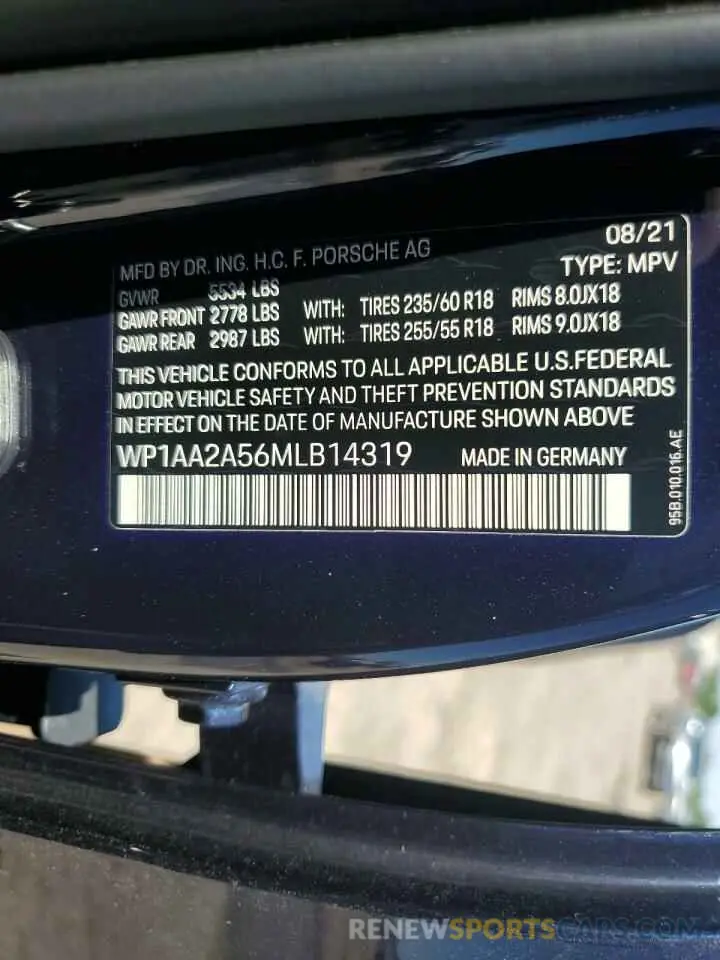 08/21
MFD BY DR. ING. H.C. F. PORSCHE AG
TYPE: MPV
GVWR 5534 LBS
GAWR FRONT 2778 LBS WITH: TIRES 235/60 R18 RIMS 8.0JX18
GAWR REAR 2987 LBS WITH: TIRES 255/55 R18 RIMS 9.0JX18
THIS VEHICLE CONFORMS TO ALL APPLICABLE U.S.FEDERAL
MOTOR VEHICLE SAFETY AND THEFT PREVENTION STANDARDS
IN EFFECT ON THE DATE OF MANUFACTURE SHOWN ABOVE
WP1AA2A56MLB14319 MADE IN GERMANY
95B.010.016.AE
RENEWSPORTSCARS.COM